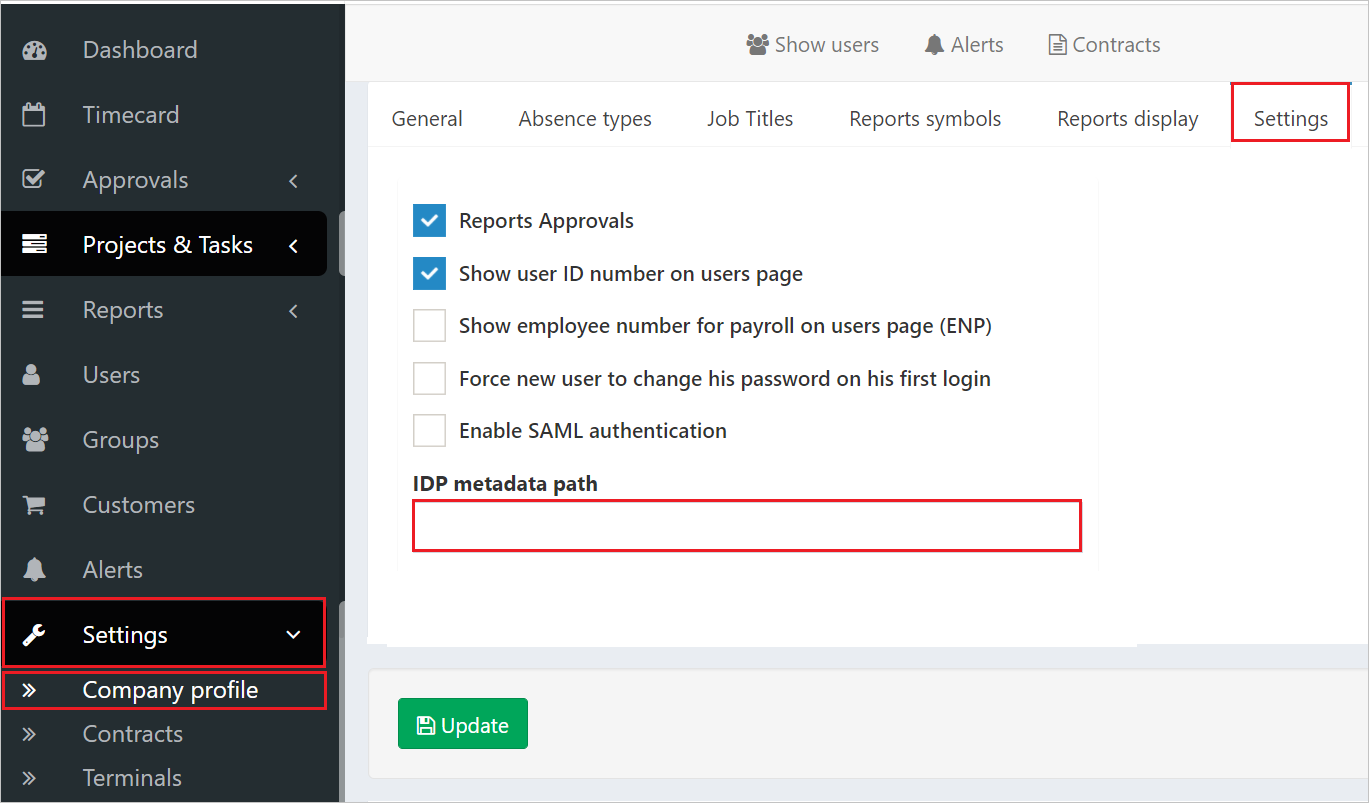 Dashboard
Timecard
Approvals
Projects & Tasks
Reports
Users
Groups
Customers
Alerts
Settings
Company profile
Contracts
Terminals
Show users Alerts Contracts
General Absence types Job Titles Reports symbols Reports display Settings
Reports Approvals
Show user ID number on users page
Show employee number for payroll on users page (ENP)
Force new user to change his password on his first login
Enable SAML authentication
IDP metadata path
Update